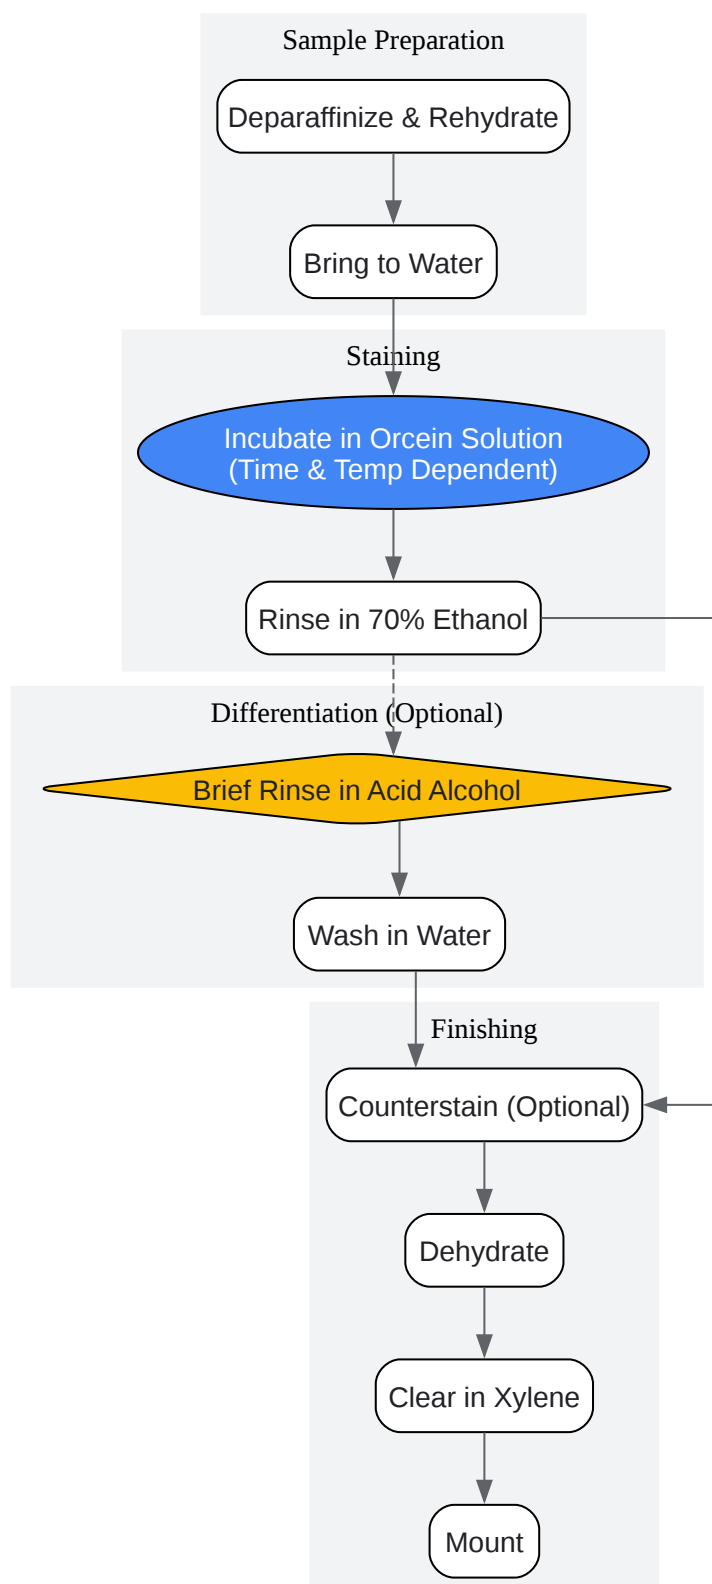 Sample Preparation
Deparaffinize & Rehydrate
Bring to Water
Staining
Incubate in Orcein Solution
(Time & Temp Dependent)
Rinse in 70% Ethanol
Differentiation (Optional)
Brief Rinse in Acid Alcohol
Wash in Water
Finishing
Counterstain (Optional)
Dehydrate
Clear in Xylene
Mount